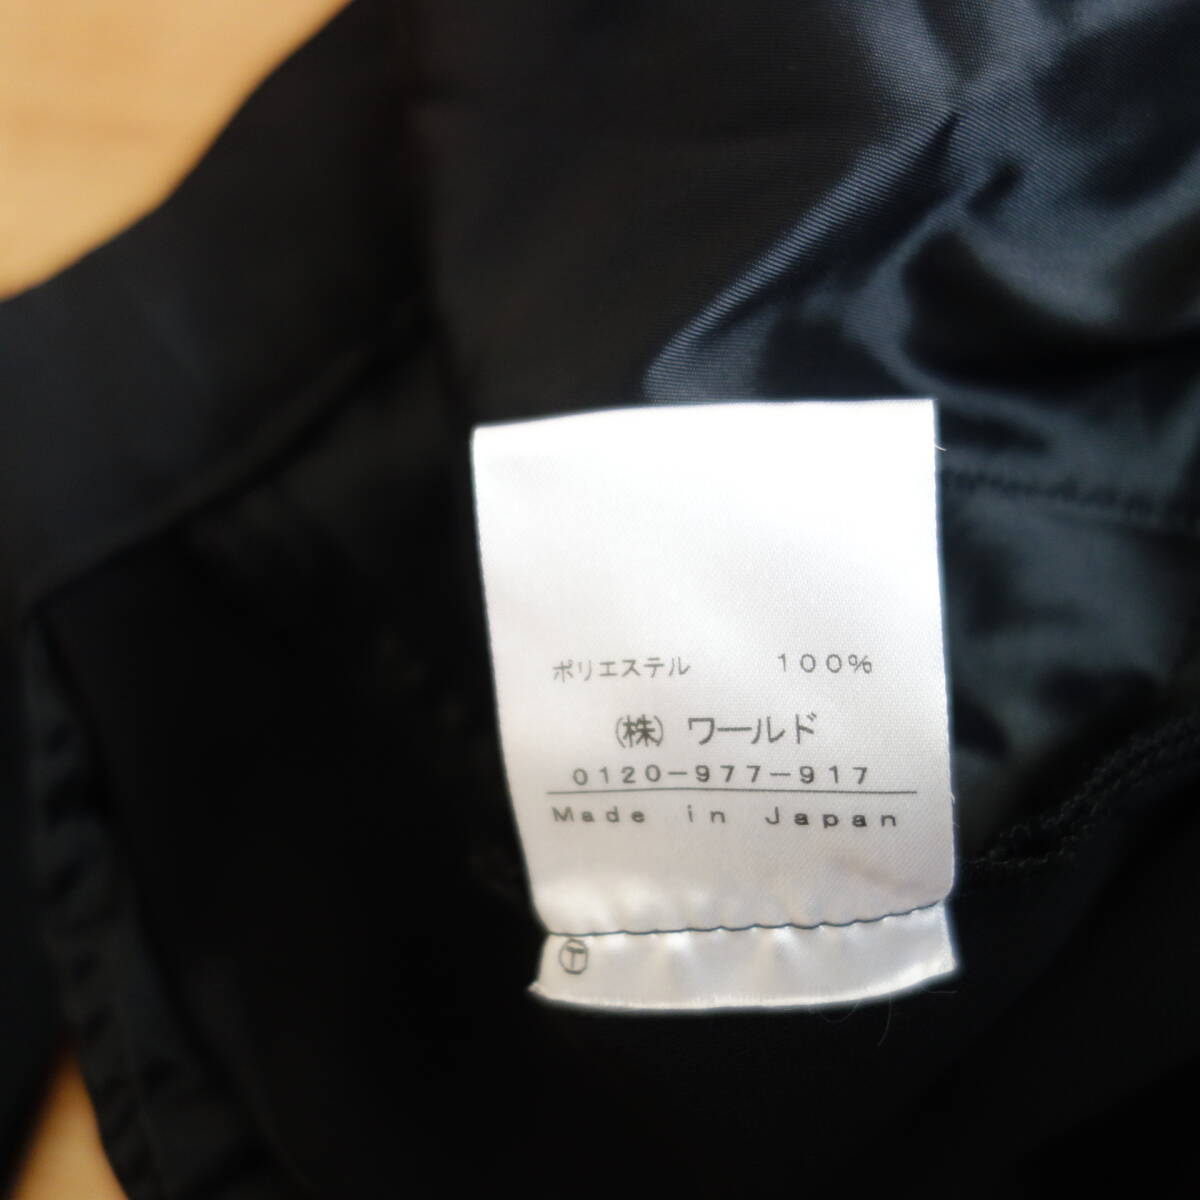 ポリエステル 100%
(株) ワールド
0120-977-917
Made in Japan
Ⓣ